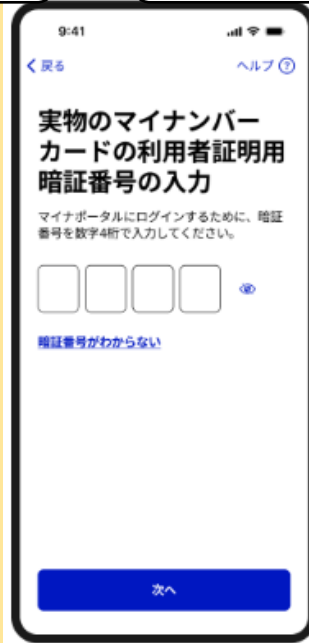 9:41
戻る
ヘルプ ?
実物のマイナンバー
カードの利用者証明用
暗証番号の入力
マイナポータルにログインするために、暗証
番号を数字4桁で入力してください。
暗証番号がわからない
次へ